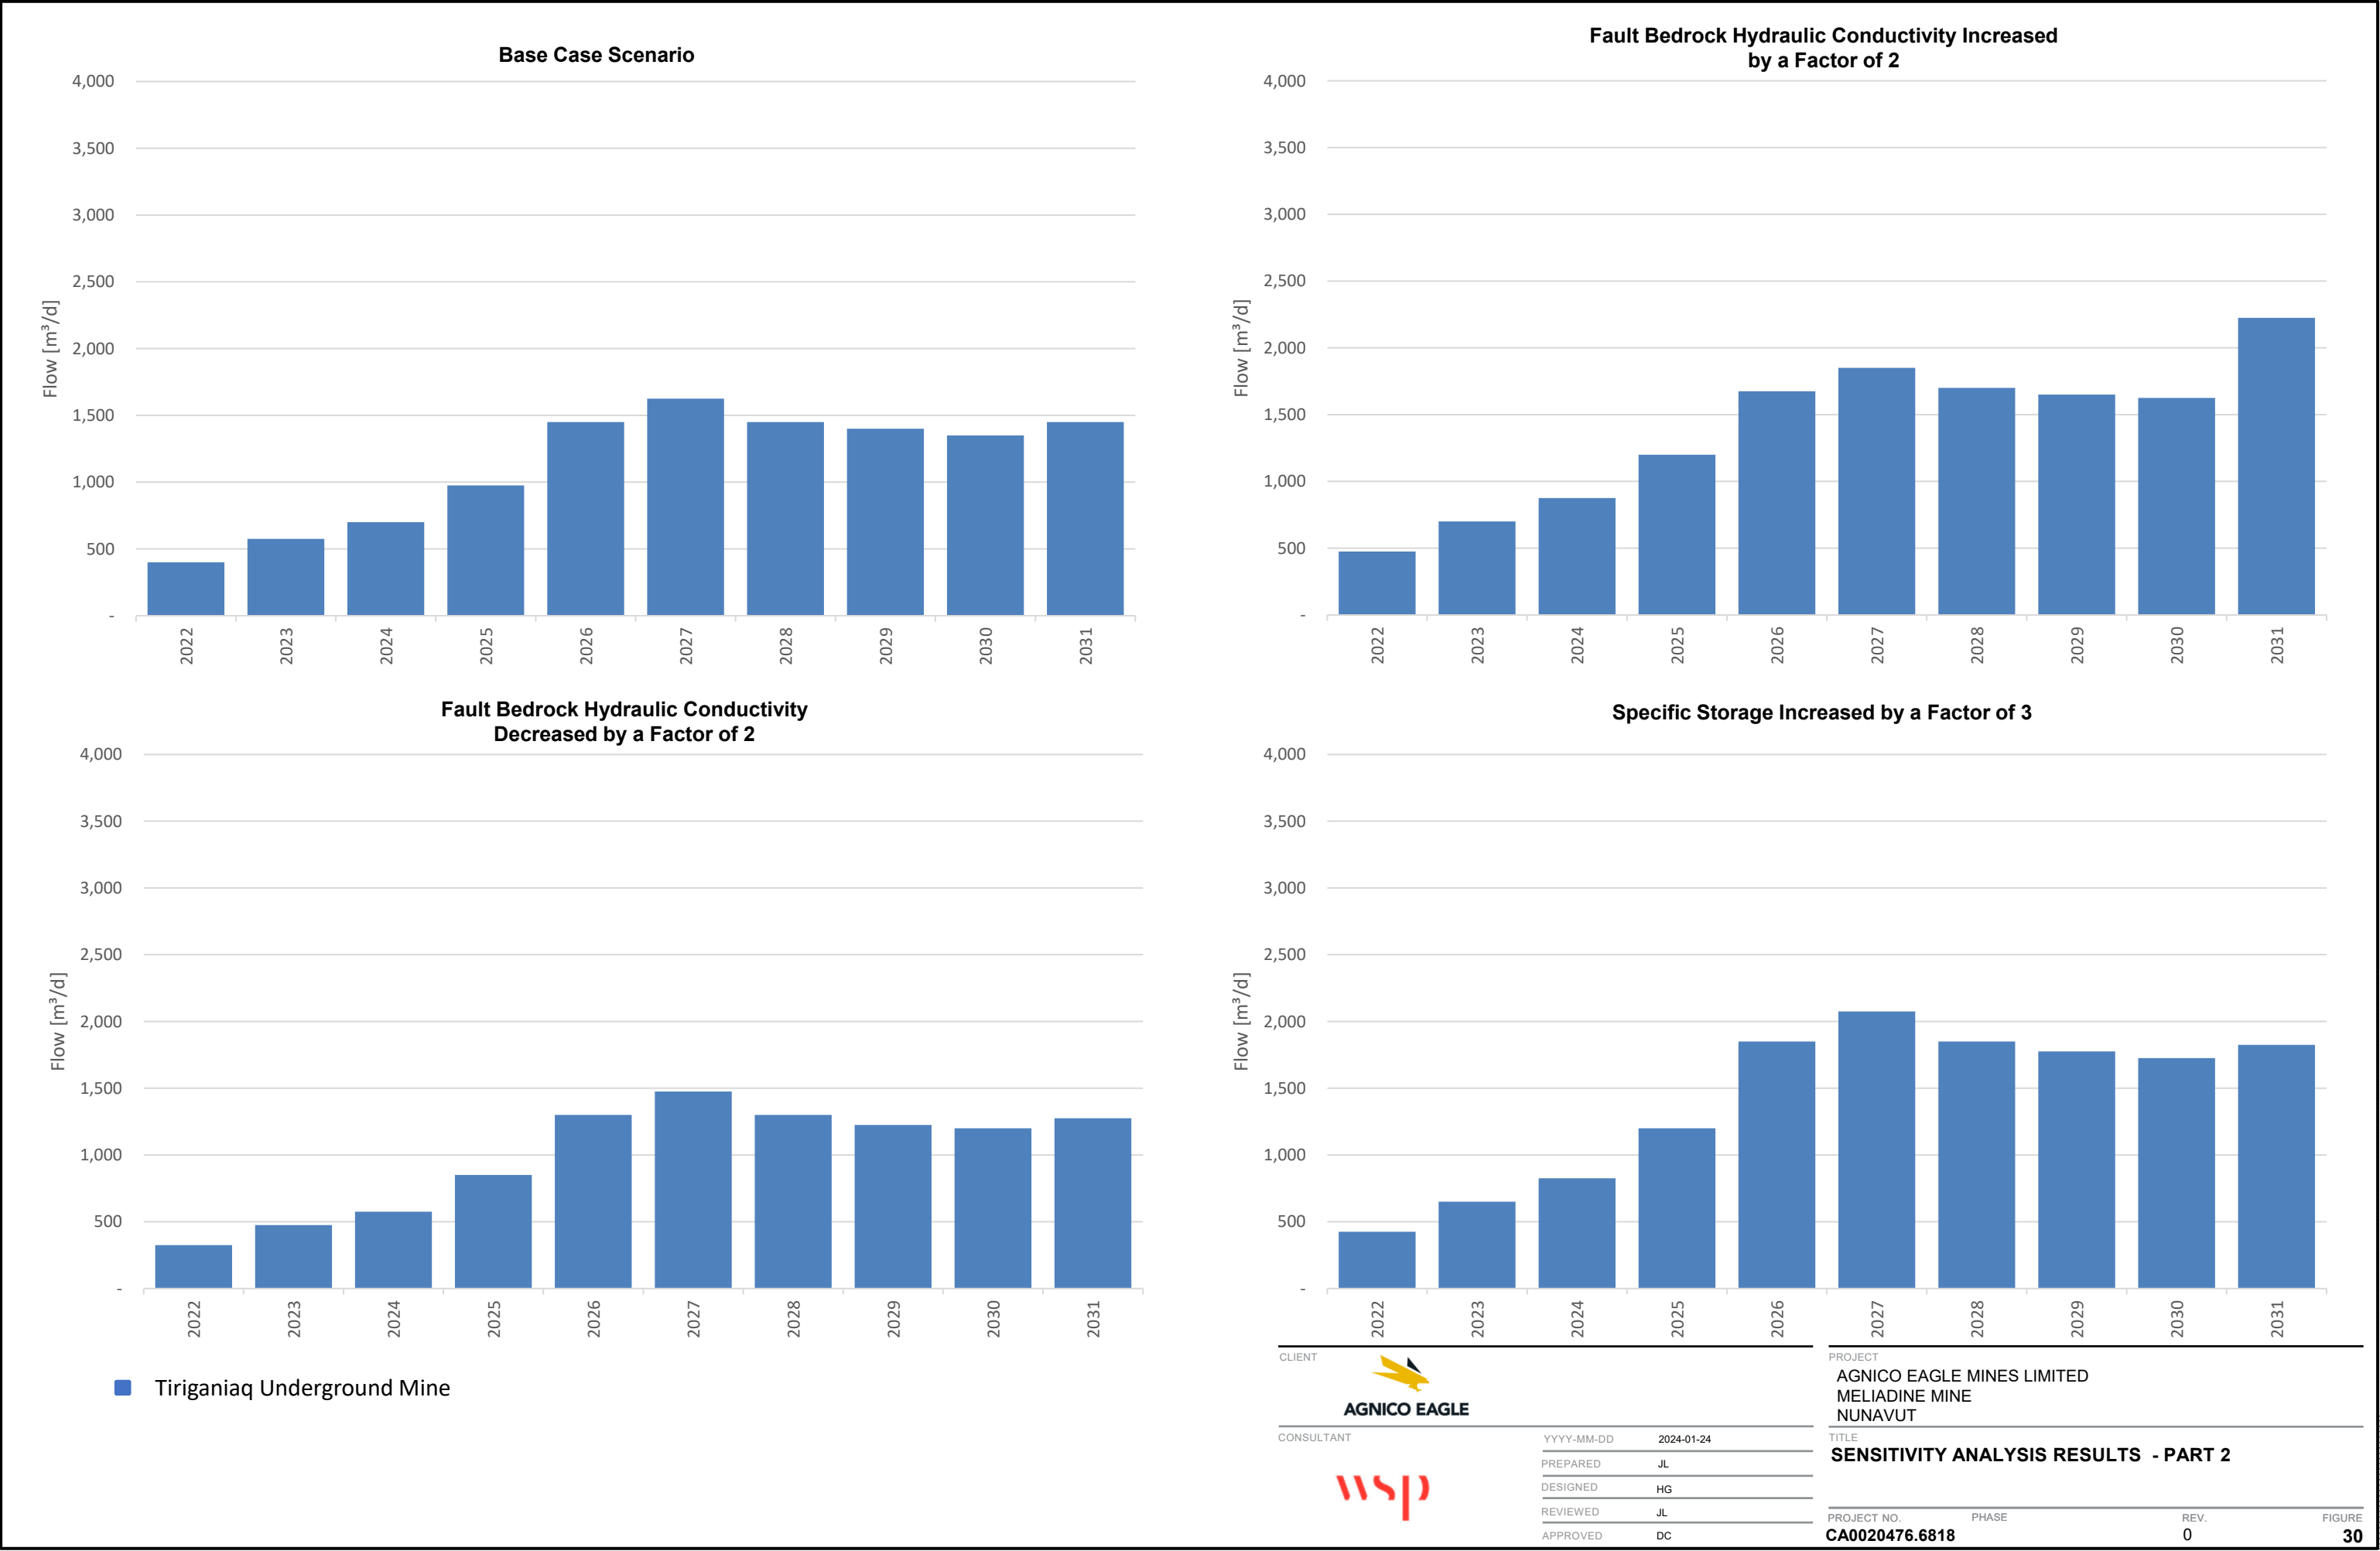 Base Case Scenario
4,000
3,500
3,000
2,500
2,000
1,500
1,000
500
-
Flow [m³/d]
2022
2023
2024
2025
2026
2027
2028
2029
2030
2031
Fault Bedrock Hydraulic Conductivity Increased
by a Factor of 2
4,000
3,500
3,000
2,500
2,000
1,500
1,000
500
-
Flow [m³/d]
2022
2023
2024
2025
2026
2027
2028
2029
2030
2031
Fault Bedrock Hydraulic Conductivity
Decreased by a Factor of 2
4,000
3,500
3,000
2,500
2,000
1,500
1,000
500
-
Flow [m³/d]
2022
2023
2024
2025
2026
2027
2028
2029
2030
2031
Specific Storage Increased by a Factor of 3
4,000
3,500
3,000
2,500
2,000
1,500
1,000
500
-
Flow [m³/d]
2022
2023
2024
2025
2026
2027
2028
2029
2030
2031
Tiriganiaq Underground Mine
CLIENT
AGNICO EAGLE
CONSULTANT
wsp
YYYY-MM-DD 2024-01-24
PREPARED JL
DESIGNED HG
REVIEWED JL
APPROVED DC
PROJECT
AGNICO EAGLE MINES LIMITED
MELIADINE MINE
NUNAVUT
TITLE
SENSITIVITY ANALYSIS RESULTS - PART 2
PROJECT NO. PHASE REV. FIGURE
CA0020476.6818 0 30